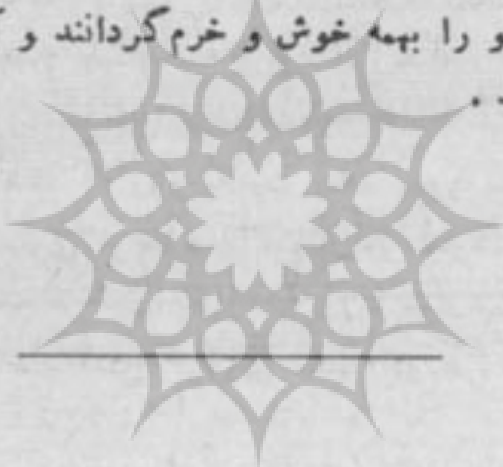 و را بهمه خوش و خرم گردانند و